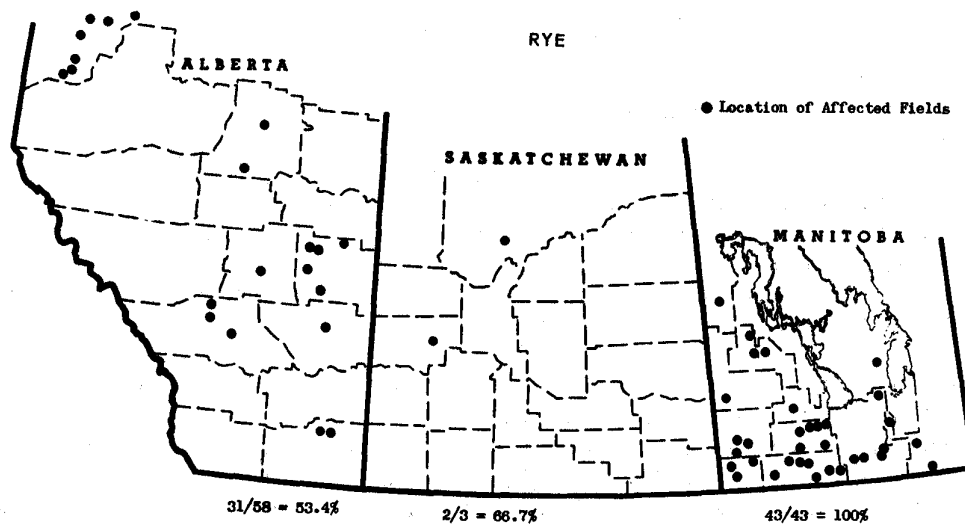 RYE
ALBERTA
● Location of Affected Fields
SASKATCHEWAN
MANITOBA
31/58 = 53.4%
2/3 = 66.7%
43/43 = 100%